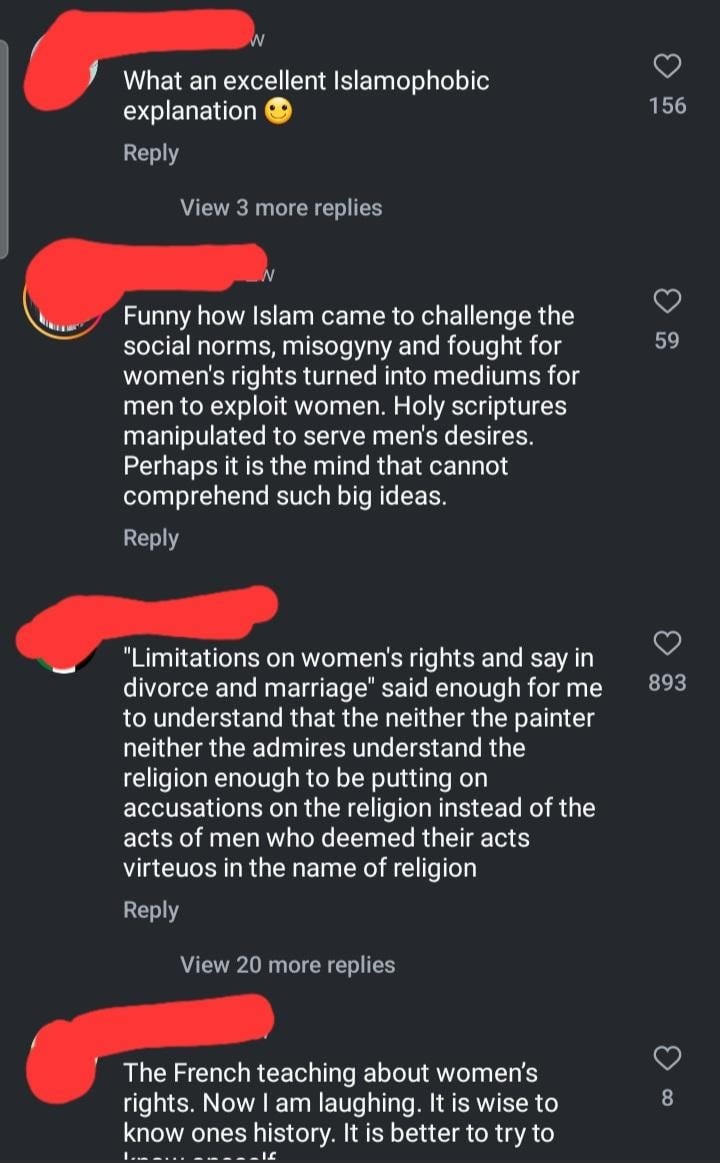 W
What an excellent Islamophobic
explanation 🙂
156
Reply
View 3 more replies
W
Funny how Islam came to challenge the
social norms, misogyny and fought for
women's rights turned into mediums for
men to exploit women. Holy scriptures
manipulated to serve men's desires.
Perhaps it is the mind that cannot
comprehend such big ideas.
59
Reply
"Limitations on women's rights and say in
divorce and marriage" said enough for me
to understand that the neither the painter
neither the admires understand the
religion enough to be putting on
accusations on the religion instead of the
acts of men who deemed their acts
virteuos in the name of religion
893
Reply
View 20 more replies
The French teaching about women's
rights. Now I am laughing. It is wise to
know ones history. It is better to try to
8